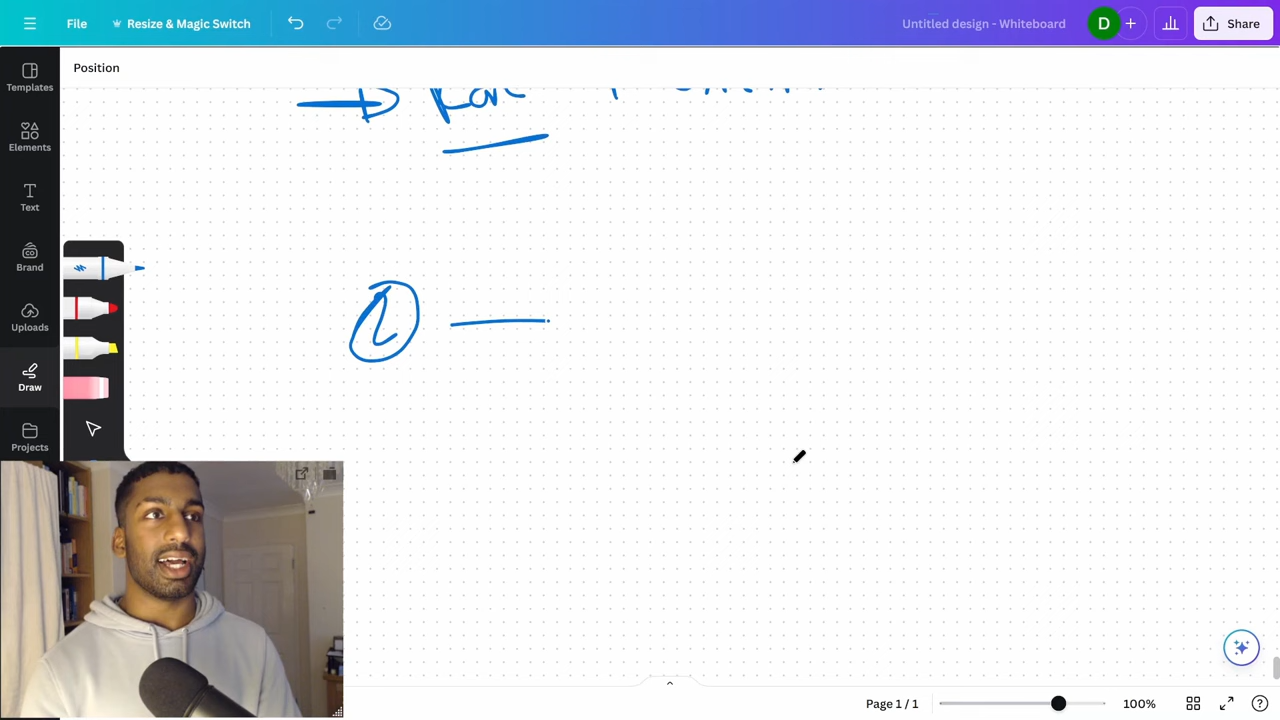 File Resize & Magic Switch Untitled design - Whiteboard D + Share
Position
Templates
Elements
Text
Brand
Uploads
Draw
Projects
Page 1 / 1 100%